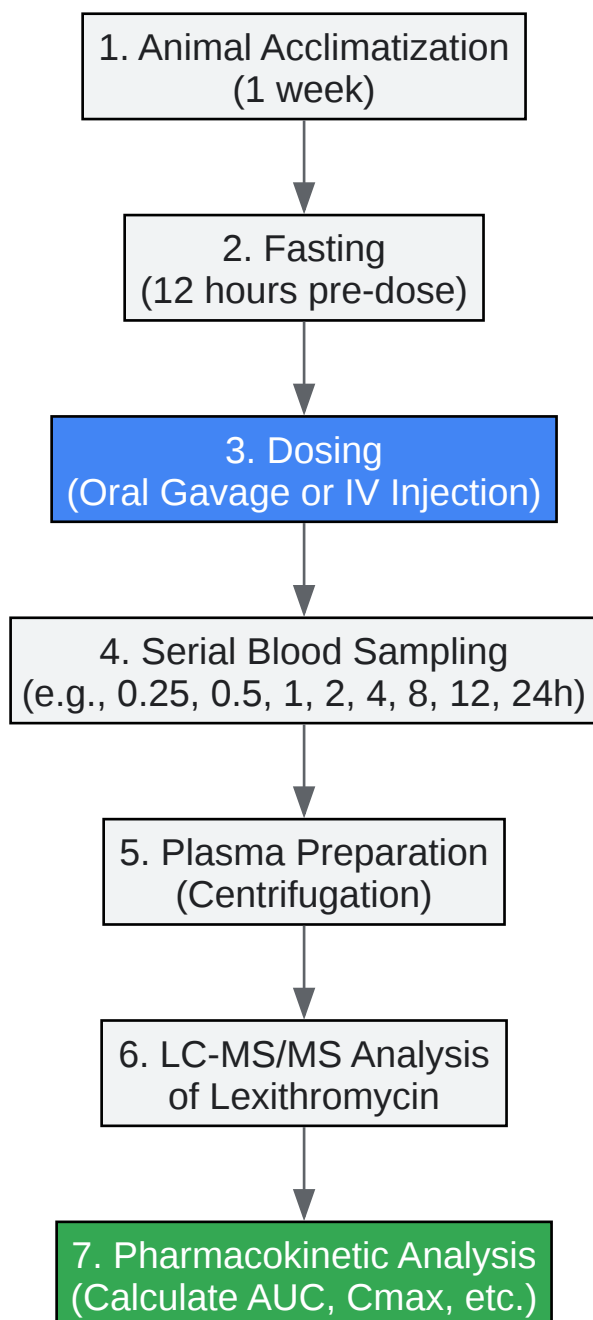 1. Animal Acclimatization
(1 week)
2. Fasting
(12 hours pre-dose)
3. Dosing
(Oral Gavage or IV Injection)
4. Serial Blood Sampling
(e.g., 0.25, 0.5, 1, 2, 4, 8, 12, 24h)
5. Plasma Preparation
(Centrifugation)
6. LC-MS/MS Analysis
of Lexithromycin
7. Pharmacokinetic Analysis
(Calculate AUC, Cmax, etc.)